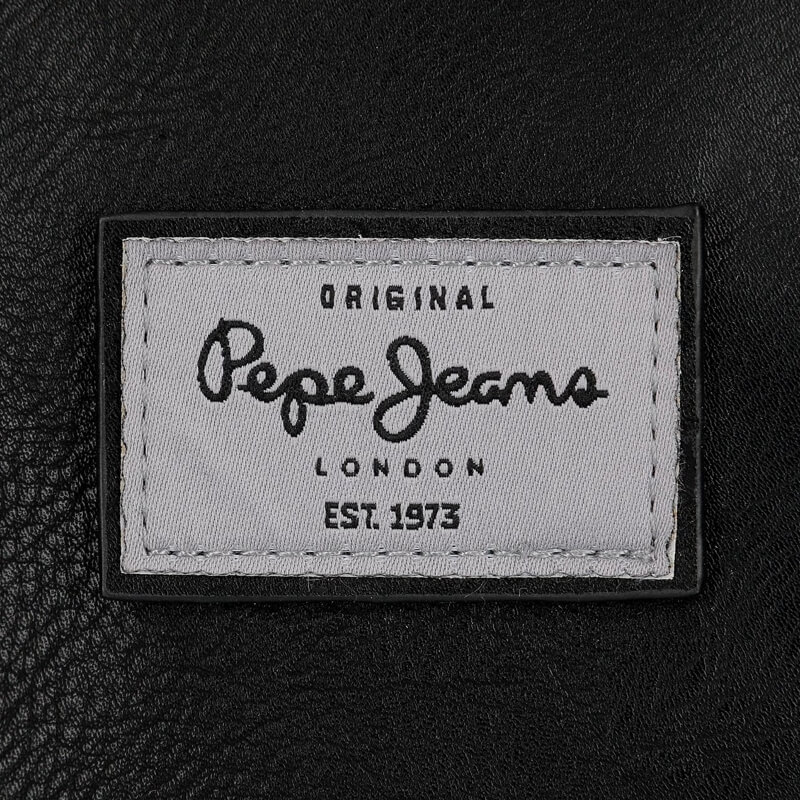 ORIGINAL
Pepe Jeans
LONDON
EST. 1973